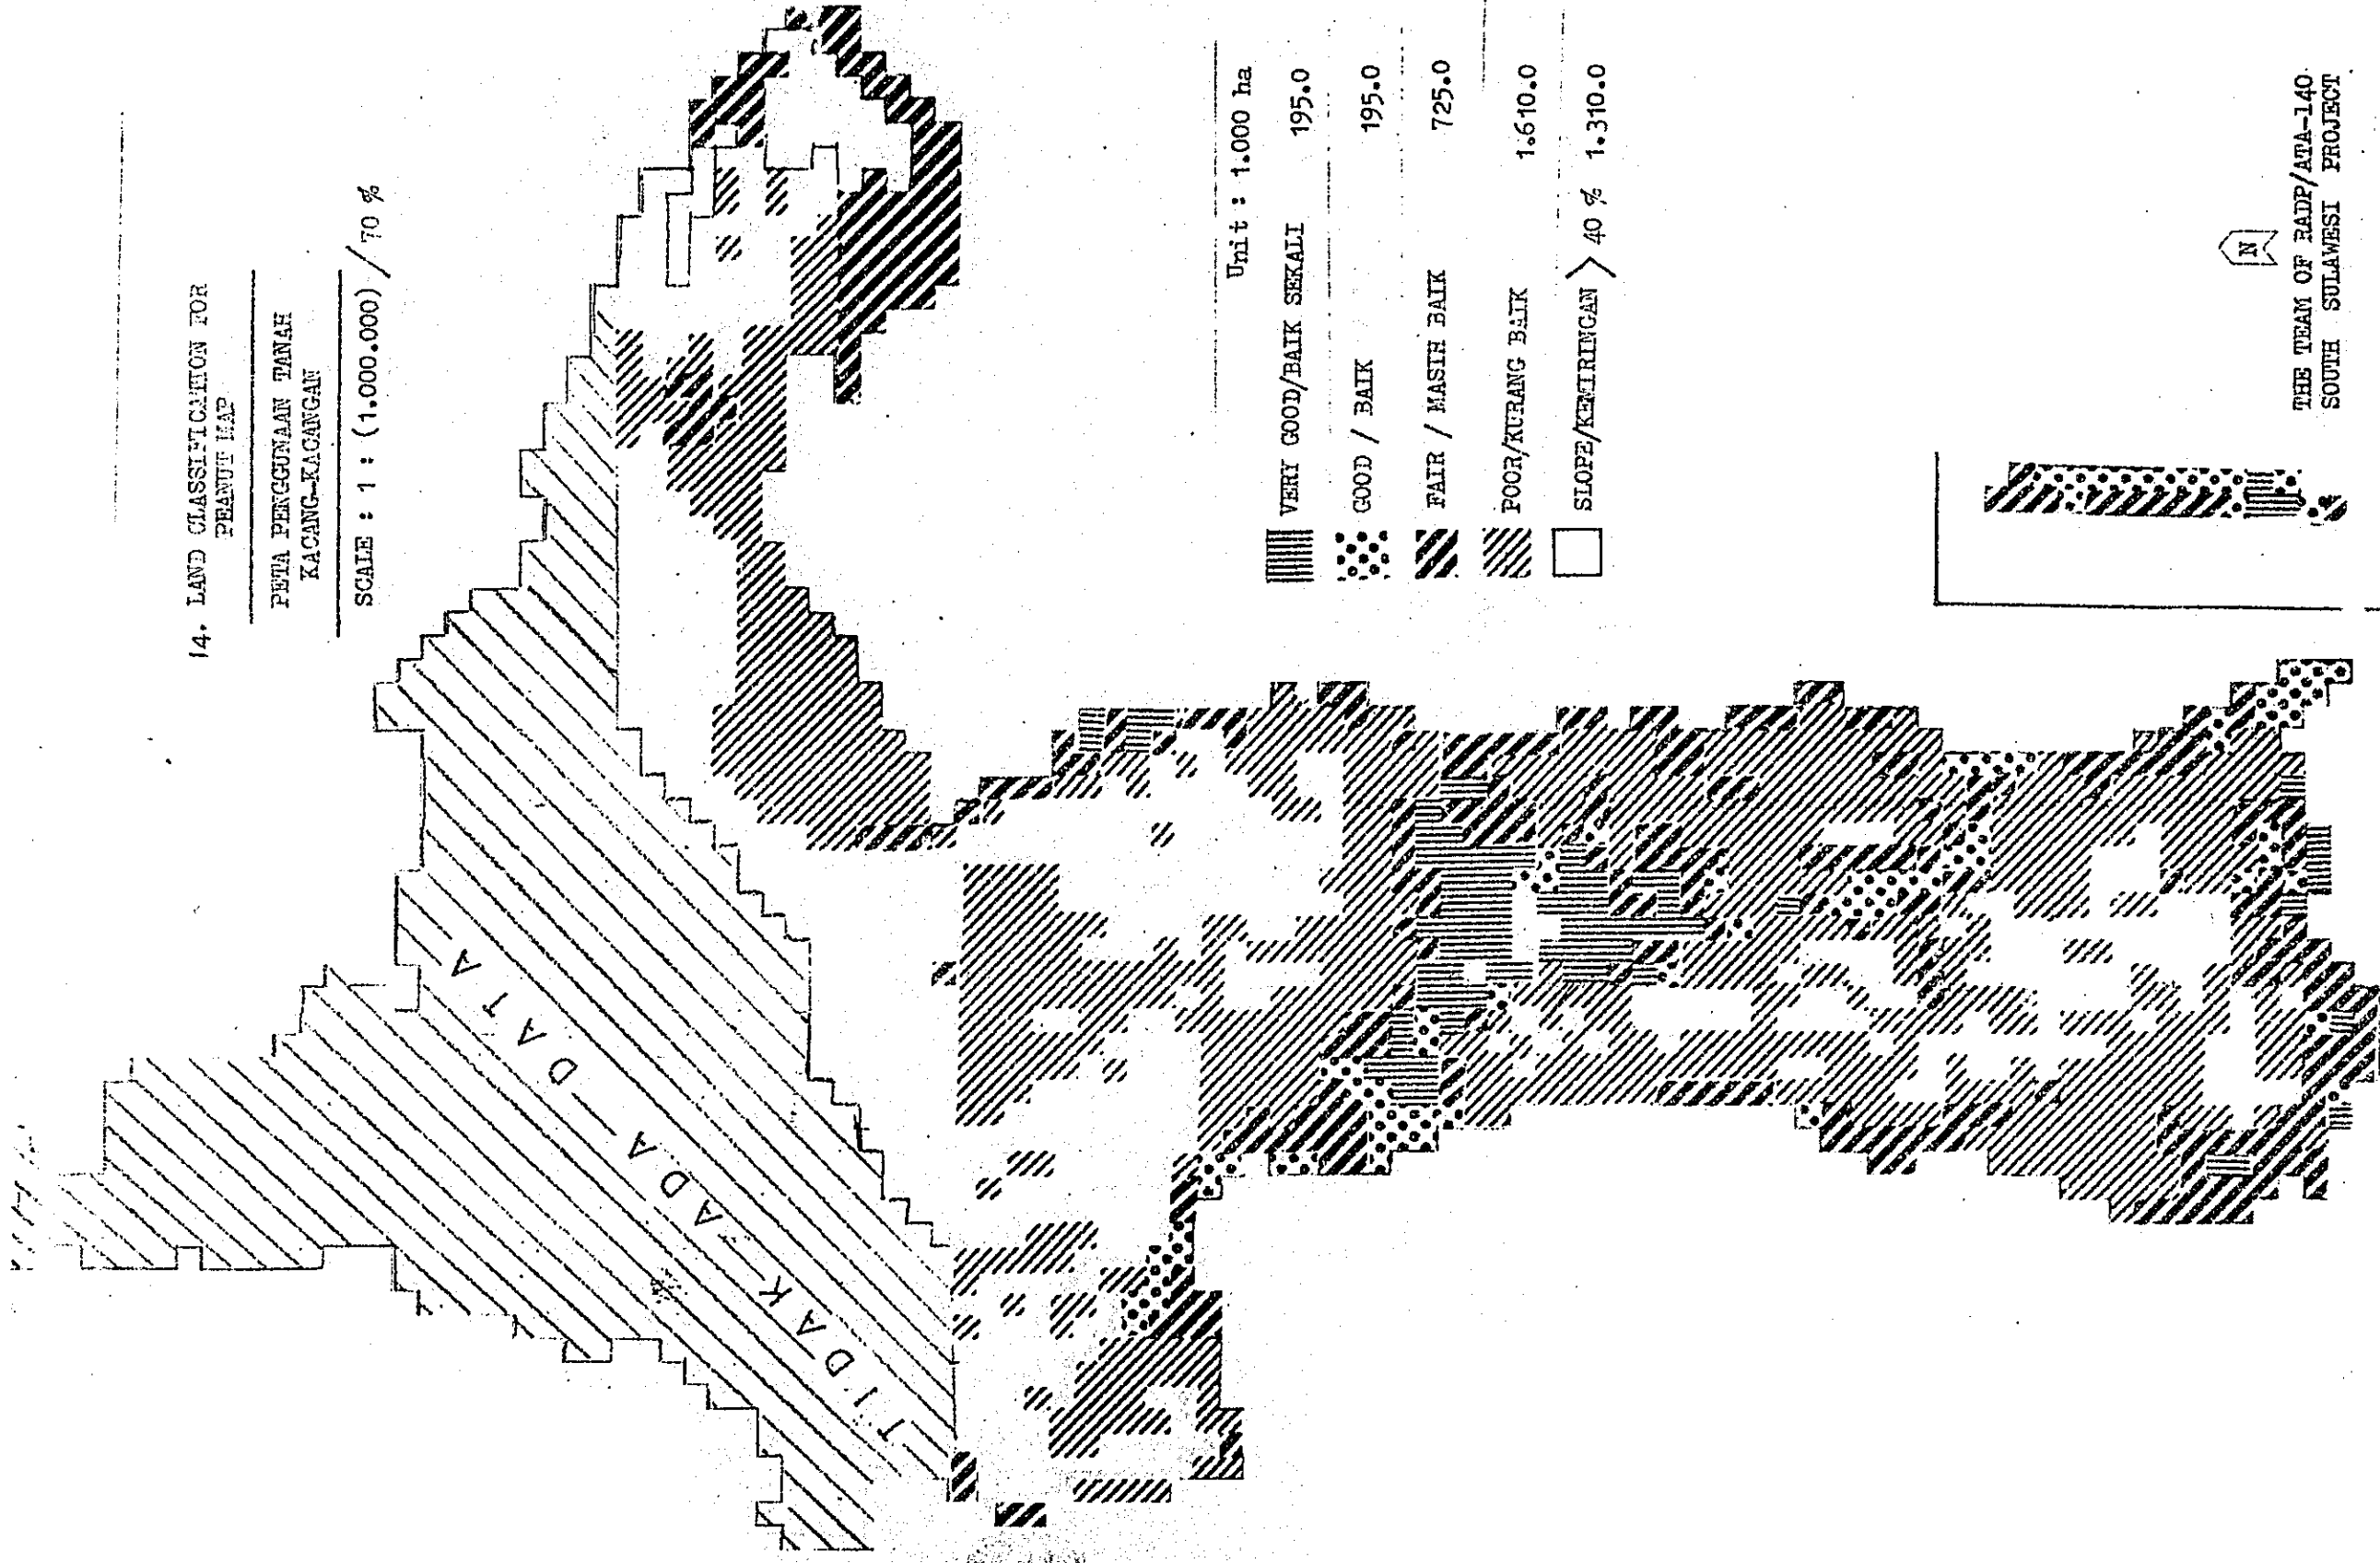 14. LAND CLASSIFICATION FOR
PEANUT MAP
PETA PENGGUNAAN TANAH
KACANG-KACANGAN
SCALE : 1 : (1.000.000) / 70 %
Unit : 1.000 ha
VERY GOOD/BAIK SEKALI 195.0
GOOD / BAIK 195.0
FAIR / MASIH BAIK 725.0
POOR/KURANG BAIK 1.610.0
SLOPE/KEMIRINGAN > 40 % 1.310.0
TIDAK ADA DATA
N
THE TEAM OF RADP/ATA-140
SOUTH SULAWESI PROJECT